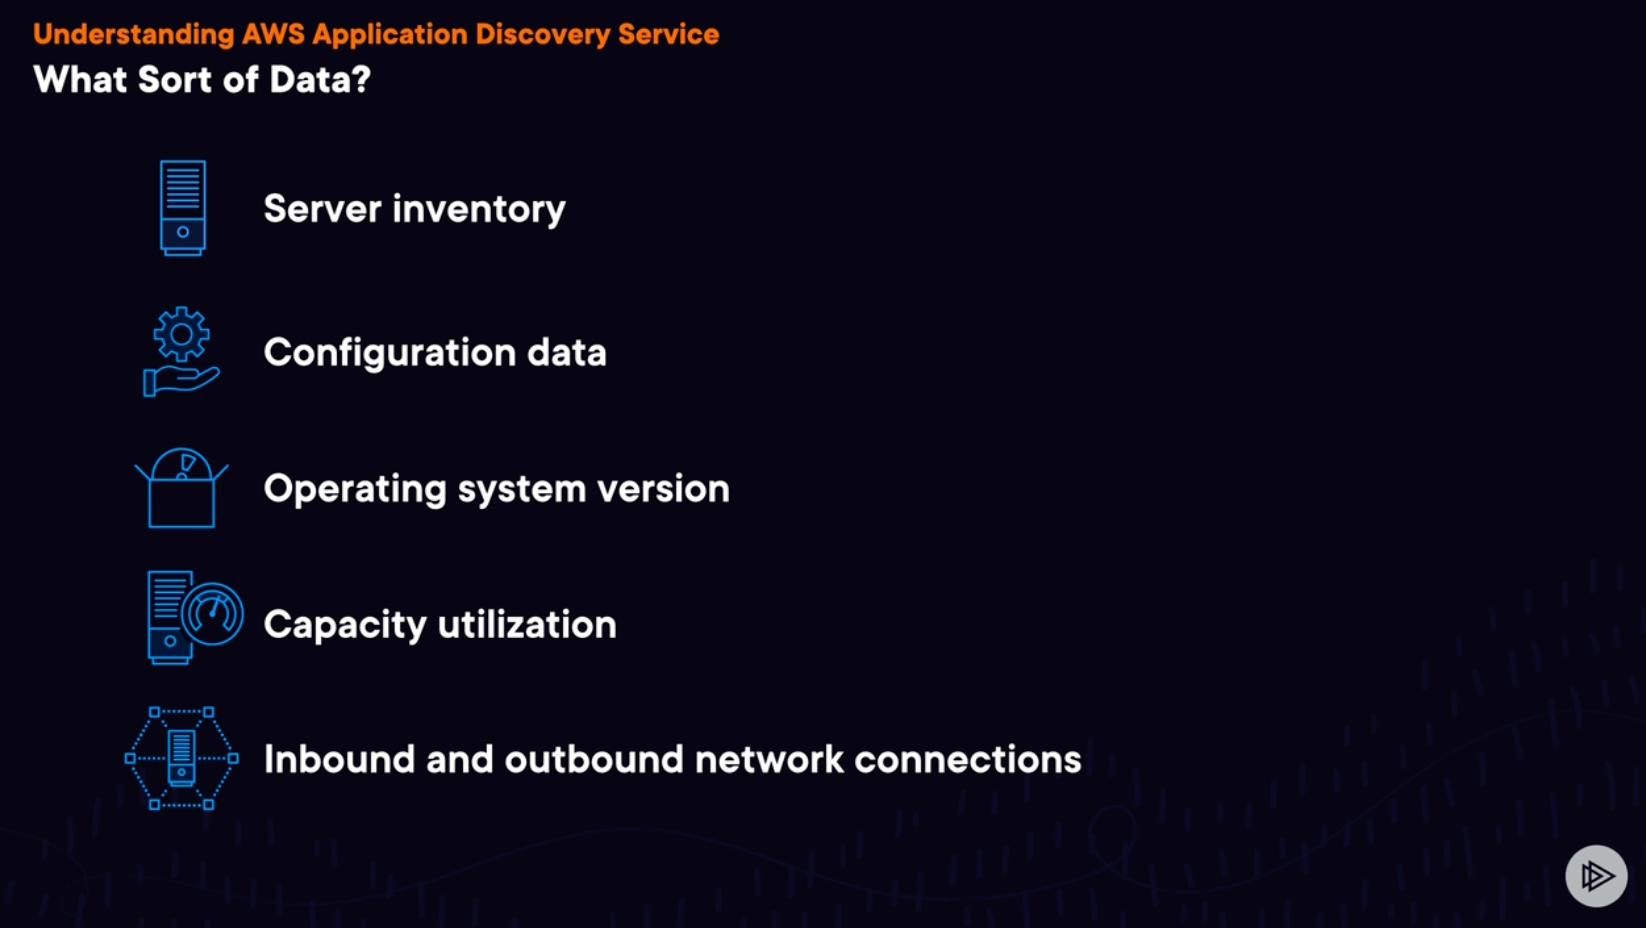 Understanding AWS Application Discovery Service
What Sort of Data?
Server inventory
Configuration data
Operating system version
Capacity utilization
Inbound and outbound network connections